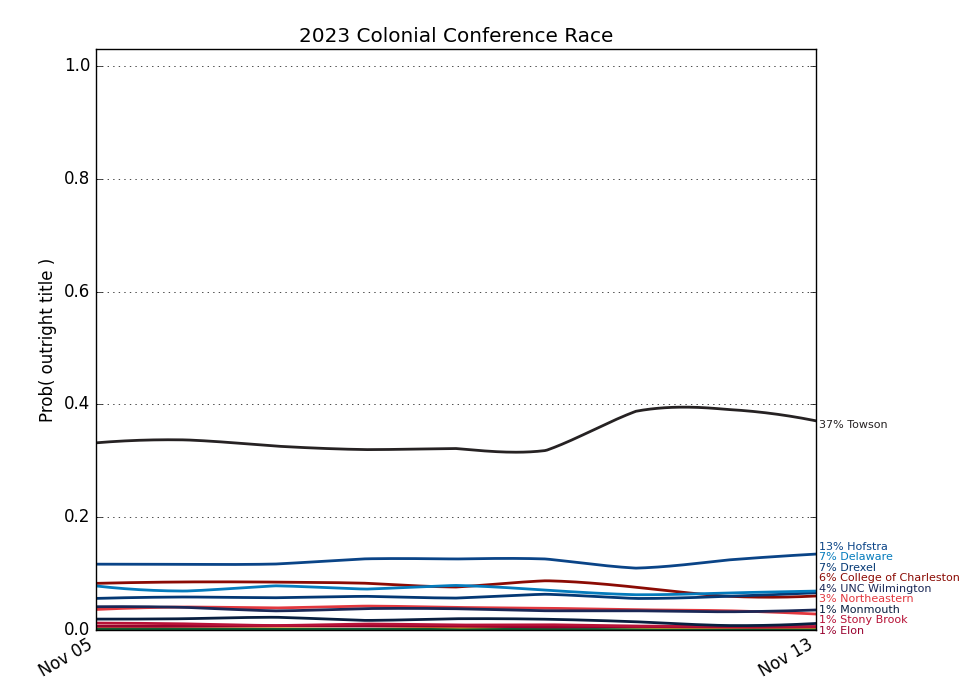 2023 Colonial Conference Race
Prob( outright title )
1.0
0.8
0.6
0.4
0.2
0.0
Nov 05
Nov 13
37% Towson
13% Hofstra
7% Delaware
7% Drexel
6% College of Charleston
4% UNC Wilmington
3% Northeastern
1% Monmouth
1% Stony Brook
1% Elon